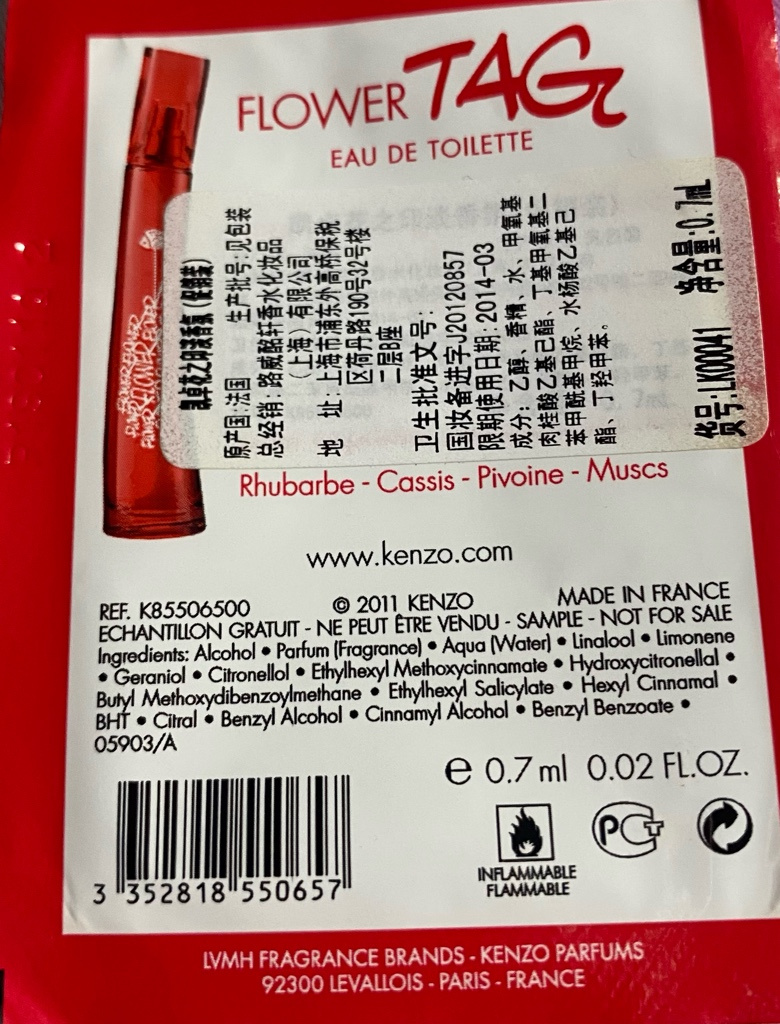 FLOWER TAG
EAU DE TOILETTE
凯卓花之印淡香氛 (促销装)
原产国:法国 生产批号:见包装
总经销:路威酩轩香水化妆品
(上海) 有限公司
地 址:上海市浦东外高桥保税
区荷丹路190号32号楼
二层B座
卫生批准文号:
国妆备进字J20120857
限期使用日期:2014-03
成分: 乙醇、香精、水、甲氧基
肉桂酸乙基己酯、丁基甲氧基二
苯甲酰基甲烷、水杨酸乙基己
酯、丁羟甲苯。
货号:LK00041 净含量:0.7mL
Rhubarbe - Cassis - Pivoine - Muscs
www.kenzo.com
REF. K85506500 © 2011 KENZO MADE IN FRANCE
ECHANTILLON GRATUIT - NE PEUT ÊTRE VENDU - SAMPLE - NOT FOR SALE
Ingredients: Alcohol • Parfum (Fragrance) • Aqua (Water) • Linalool • Limonene
• Geraniol • Citronellol • Ethylhexyl Methoxycinnamate • Hydroxycitronellal •
Butyl Methoxydibenzoylmethane • Ethylhexyl Salicylate • Hexyl Cinnamal •
BHT • Citral • Benzyl Alcohol • Cinnamyl Alcohol • Benzyl Benzoate •
05903/A
e 0.7 ml 0.02 FL.OZ.
INFLAMMABLE
FLAMMABLE
3 352818 550657
LVMH FRAGRANCE BRANDS - KENZO PARFUMS
92300 LEVALLOIS - PARIS - FRANCE